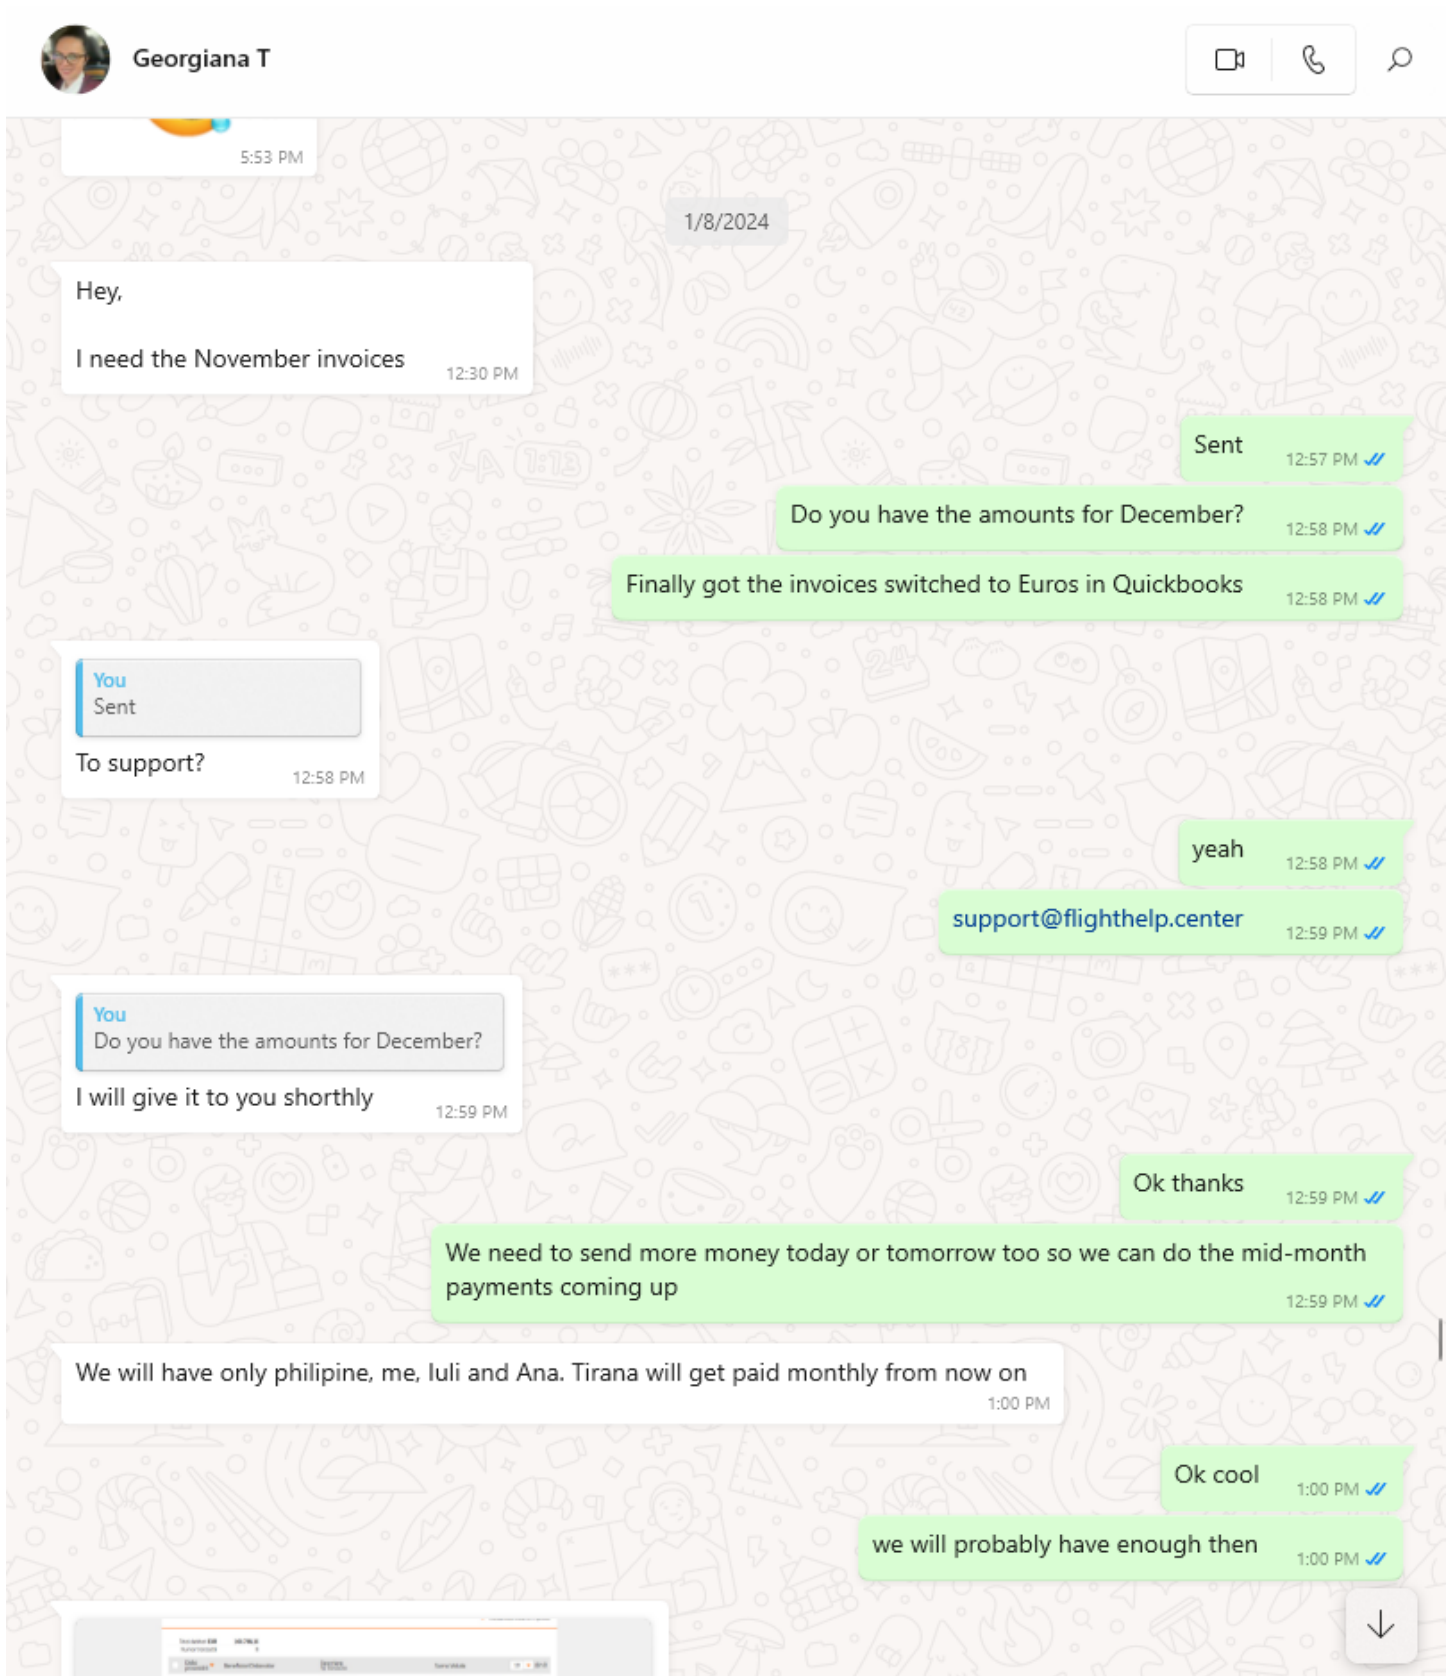 Georgiana T
5:53 PM
1/8/2024
Hey,
I need the November invoices
12:30 PM
Sent
12:57 PM
Do you have the amounts for December?
12:58 PM
Finally got the invoices switched to Euros in Quickbooks
12:58 PM
You
Sent
To support?
12:58 PM
yeah
12:58 PM
support@flighthelp.center
12:59 PM
You
Do you have the amounts for December?
I will give it to you shorthly
12:59 PM
Ok thanks
12:59 PM
We need to send more money today or tomorrow too so we can do the mid-month
payments coming up
12:59 PM
We will have only philipine, me, Iuli and Ana. Tirana will get paid monthly from now on
1:00 PM
Ok cool
1:00 PM
we will probably have enough then
1:00 PM